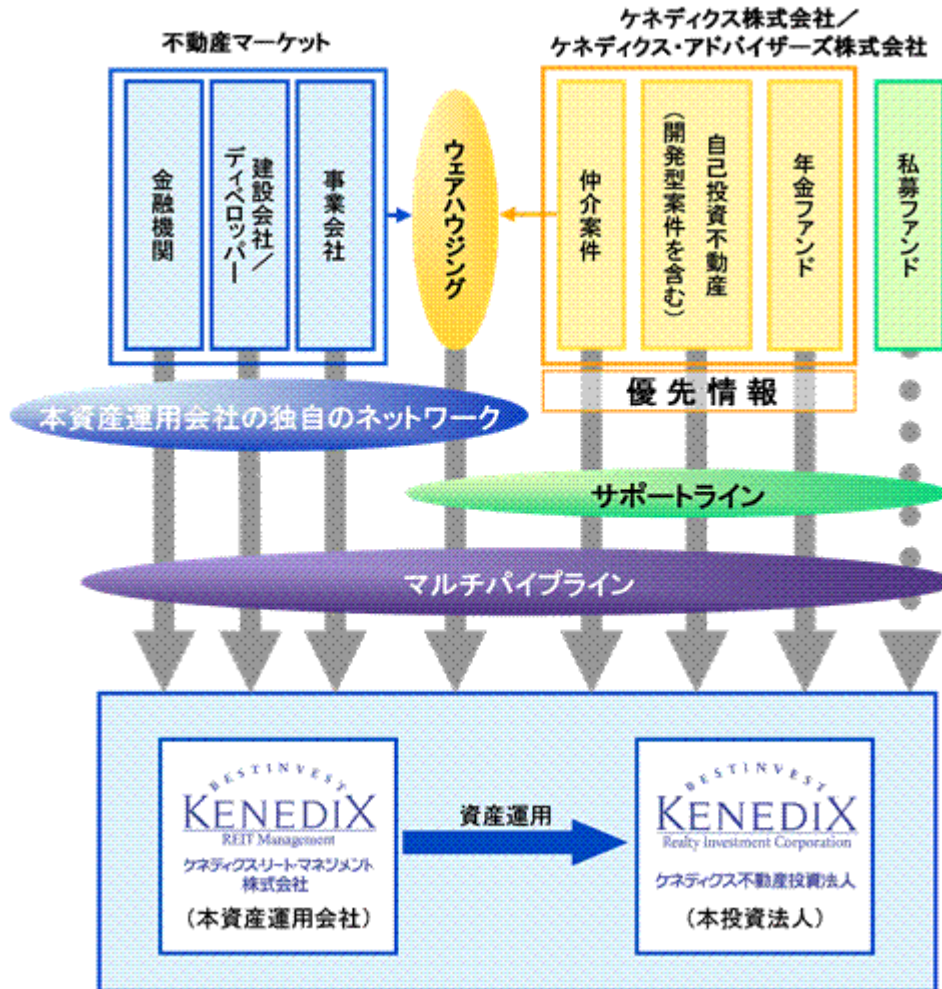 不動産マーケット
ケネディクス株式会社／
ケネディクス・アドバイザーズ株式会社
金融機関
建設会社／
ディベロッパー
事業会社
ウェアハウジング
仲介案件
自己投資不動産
（開発型案件を含む）
年金ファンド
私募ファンド
優先情報
本資産運用会社の独自のネットワーク
サポートライン
マルチパイプライン
BESTINVEST
KENEDIX
REIT Management
ケネディクス・リート・マネジメント
株式会社
（本資産運用会社）
資産運用
BESTINVEST
KENEDIX
Realty Investment Corporation
ケネディクス不動産投資法人
（本投資法人）